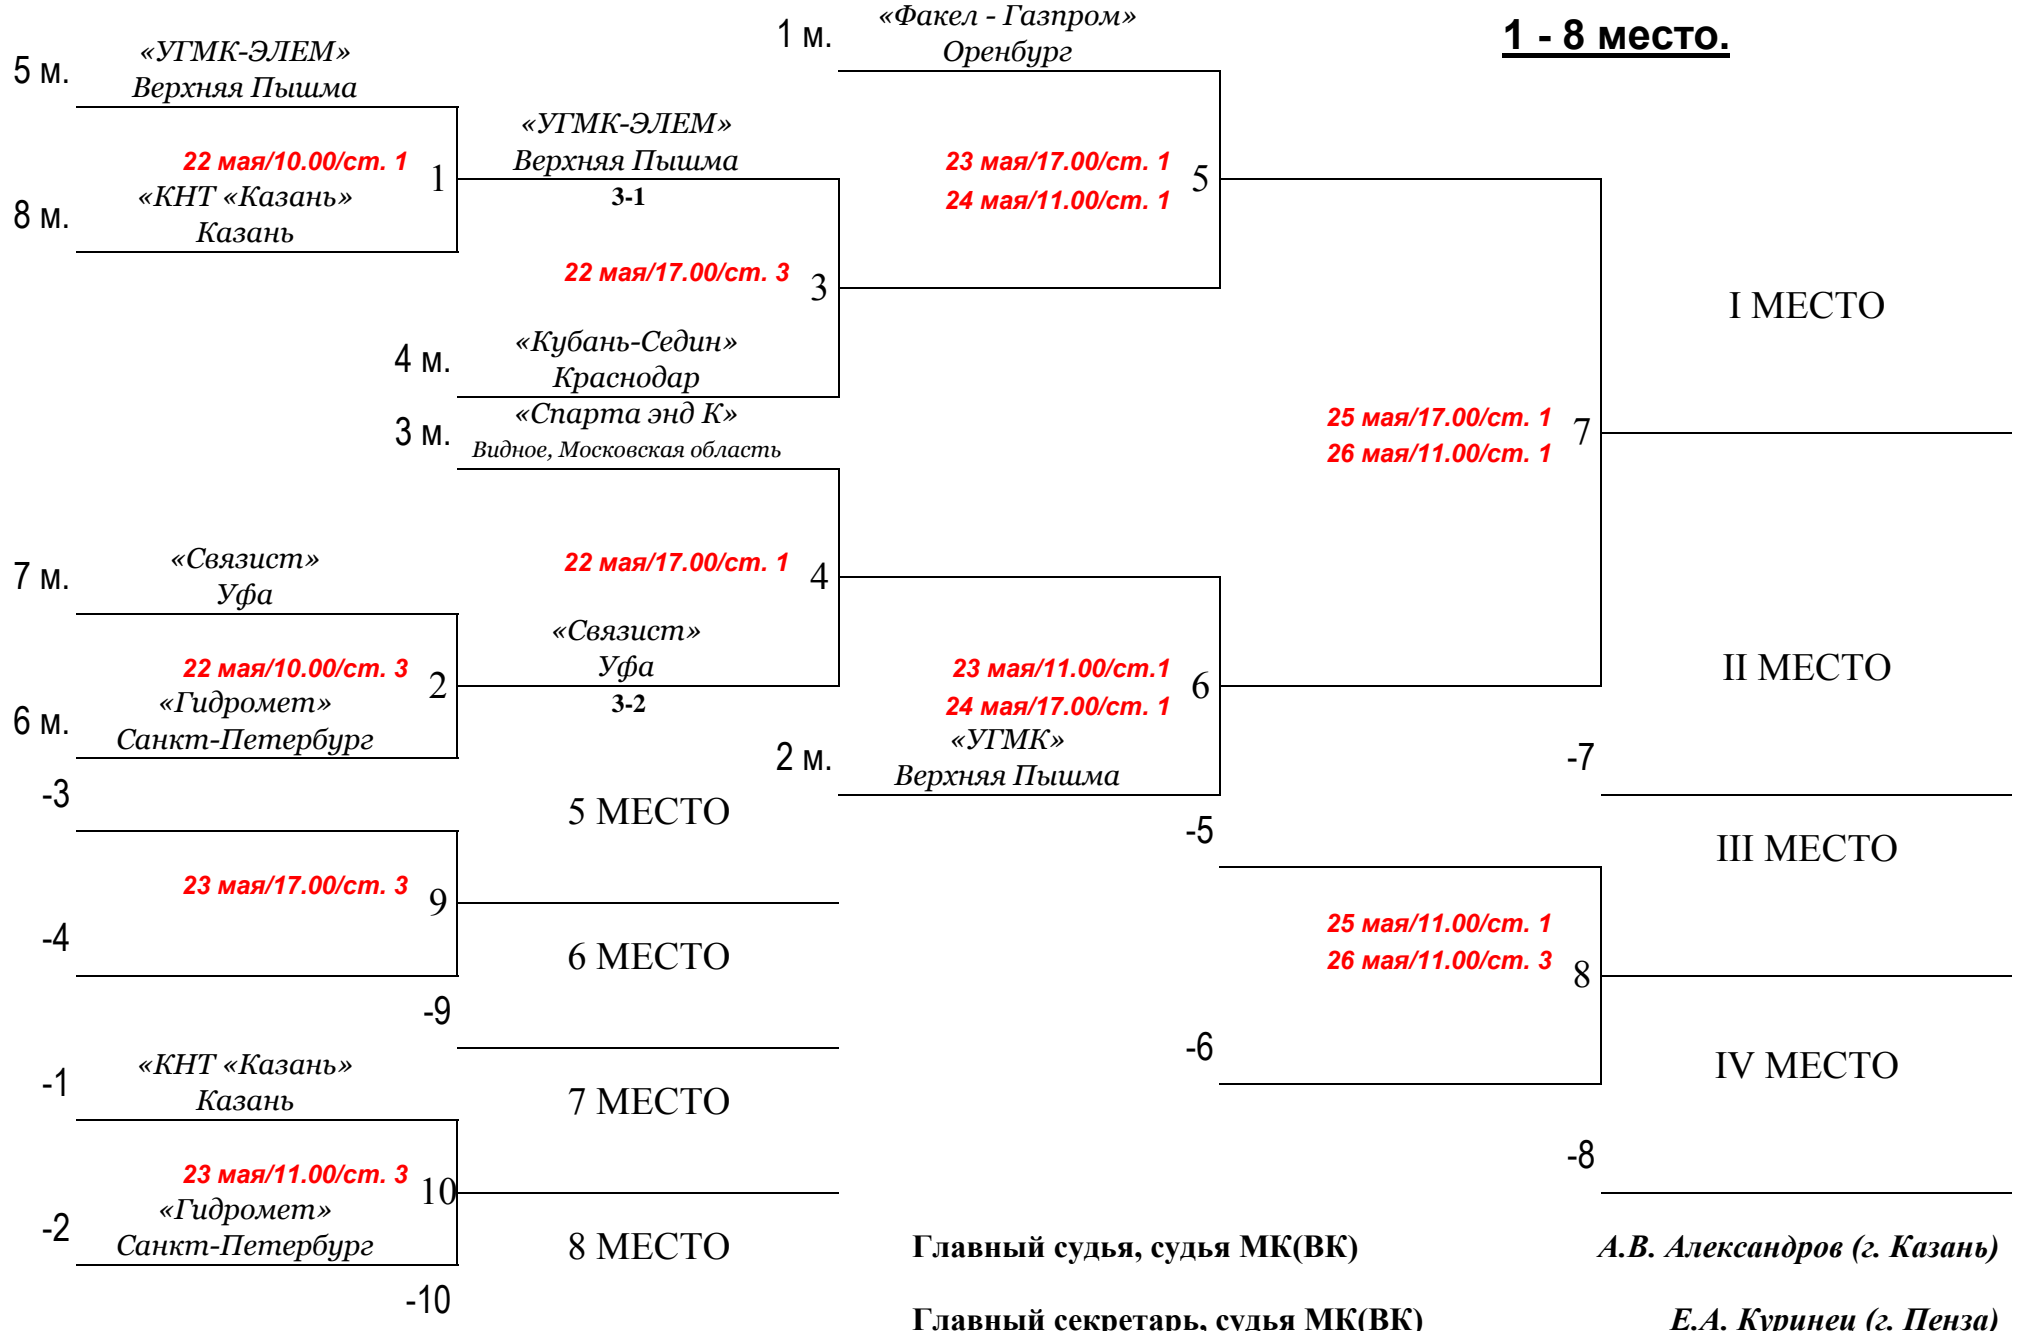 1 - 8 место.
«Факел - Газпром»
1 м.
Оренбург
«УГМК-ЭЛЕМ»
5 м.
Верхняя Пышма
«УГМК-ЭЛЕМ»
Верхняя Пышма
3-1
22 мая/10.00/ст. 1
1
«КНТ «Казань»
8 м.
Казань
23 мая/17.00/ст. 1
24 мая/11.00/ст. 1
5
22 мая/17.00/ст. 3
3
I МЕСТО
«Кубань-Седин»
4 м.
Краснодар
«Спарта энд К»
3 м.
Видное, Московская область
25 мая/17.00/ст. 1
26 мая/11.00/ст. 1
7
«Связист»
7 м.
Уфа
22 мая/17.00/ст. 1
4
«Связист»
Уфа
3-2
22 мая/10.00/ст. 3
2
«Гидромет»
6 м.
Санкт-Петербург
23 мая/11.00/ст.1
24 мая/17.00/ст. 1
6
II МЕСТО
«УГМК»
2 м.
Верхняя Пышма
-7
-3
5 МЕСТО
-5
III МЕСТО
23 мая/17.00/ст. 3
9
-4
6 МЕСТО
25 мая/11.00/ст. 1
26 мая/11.00/ст. 3
8
-9
-6
«КНТ «Казань»
-1
Казань
7 МЕСТО
IV МЕСТО
23 мая/11.00/ст. 3
10
-8
«Гидромет»
-2
Санкт-Петербург
8 МЕСТО
-10
Главный судья, судья МК(ВК) А.В. Александров (г. Казань)
Главный секретарь, судья МК(ВК) Е.А. Куринец (г. Пенза)